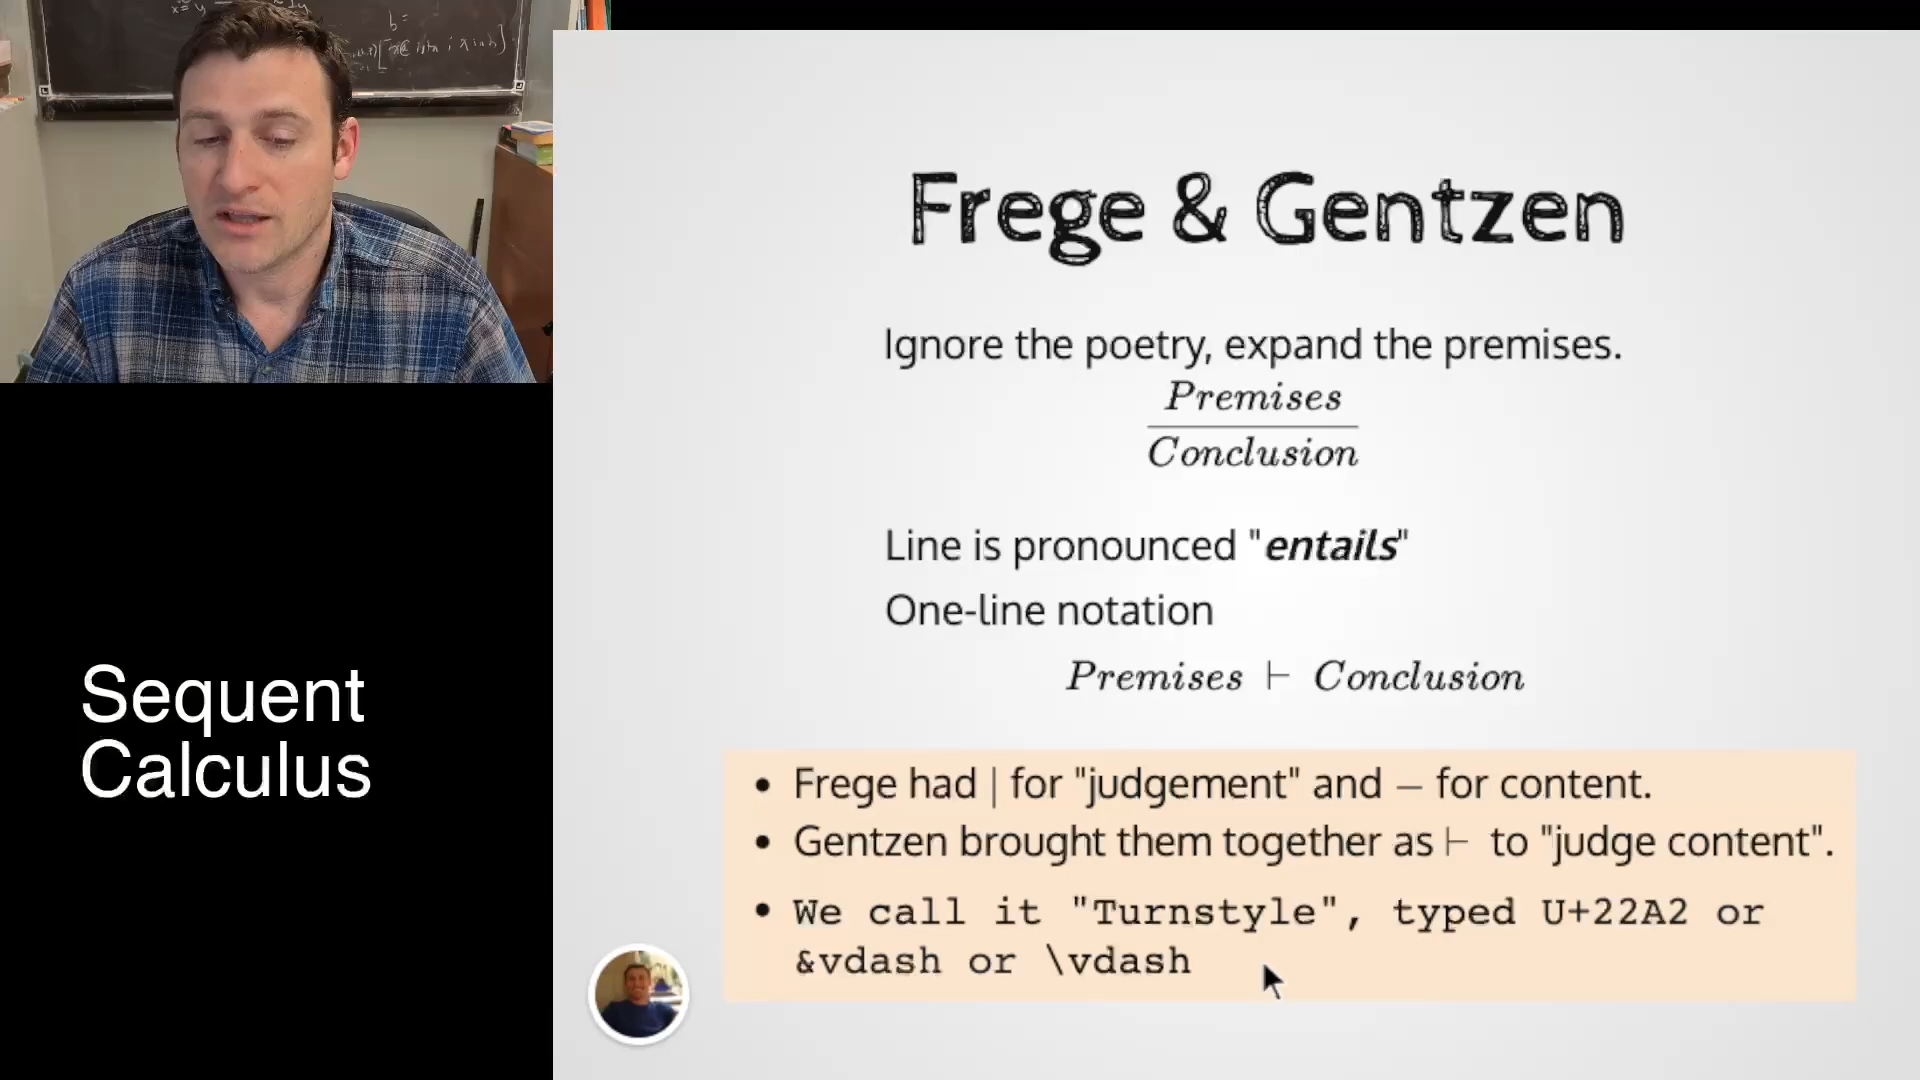 b =
Frege & Gentzen
Ignore the poetry, expand the premises.
Premises
Conclusion
Line is pronounced "entails"
One-line notation
Premises ⊢ Conclusion
Sequent
Calculus
• Frege had | for "judgement" and — for content.
• Gentzen brought them together as ⊢ to "judge content".
• We call it "Turnstyle", typed U+22A2 or
&vdash or \vdash